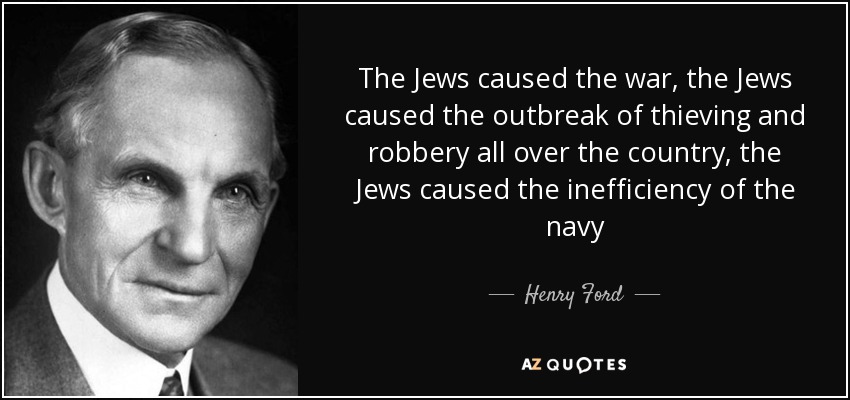 The Jews caused the war, the Jews
caused the outbreak of thieving and
robbery all over the country, the
Jews caused the inefficiency of the
navy
Henry Ford
AZ QUOTES